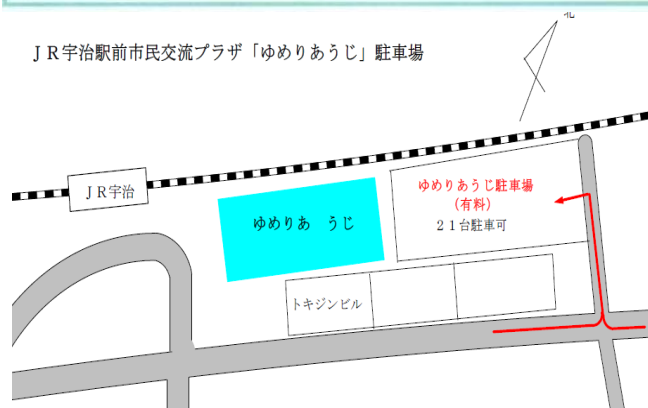 北
ＪＲ宇治駅前市民交流プラザ「ゆめりあうじ」駐車場
ＪＲ宇治
ゆめりあ　うじ
ゆめりあうじ駐車場
(有料)
２１台駐車可
トキジンビル